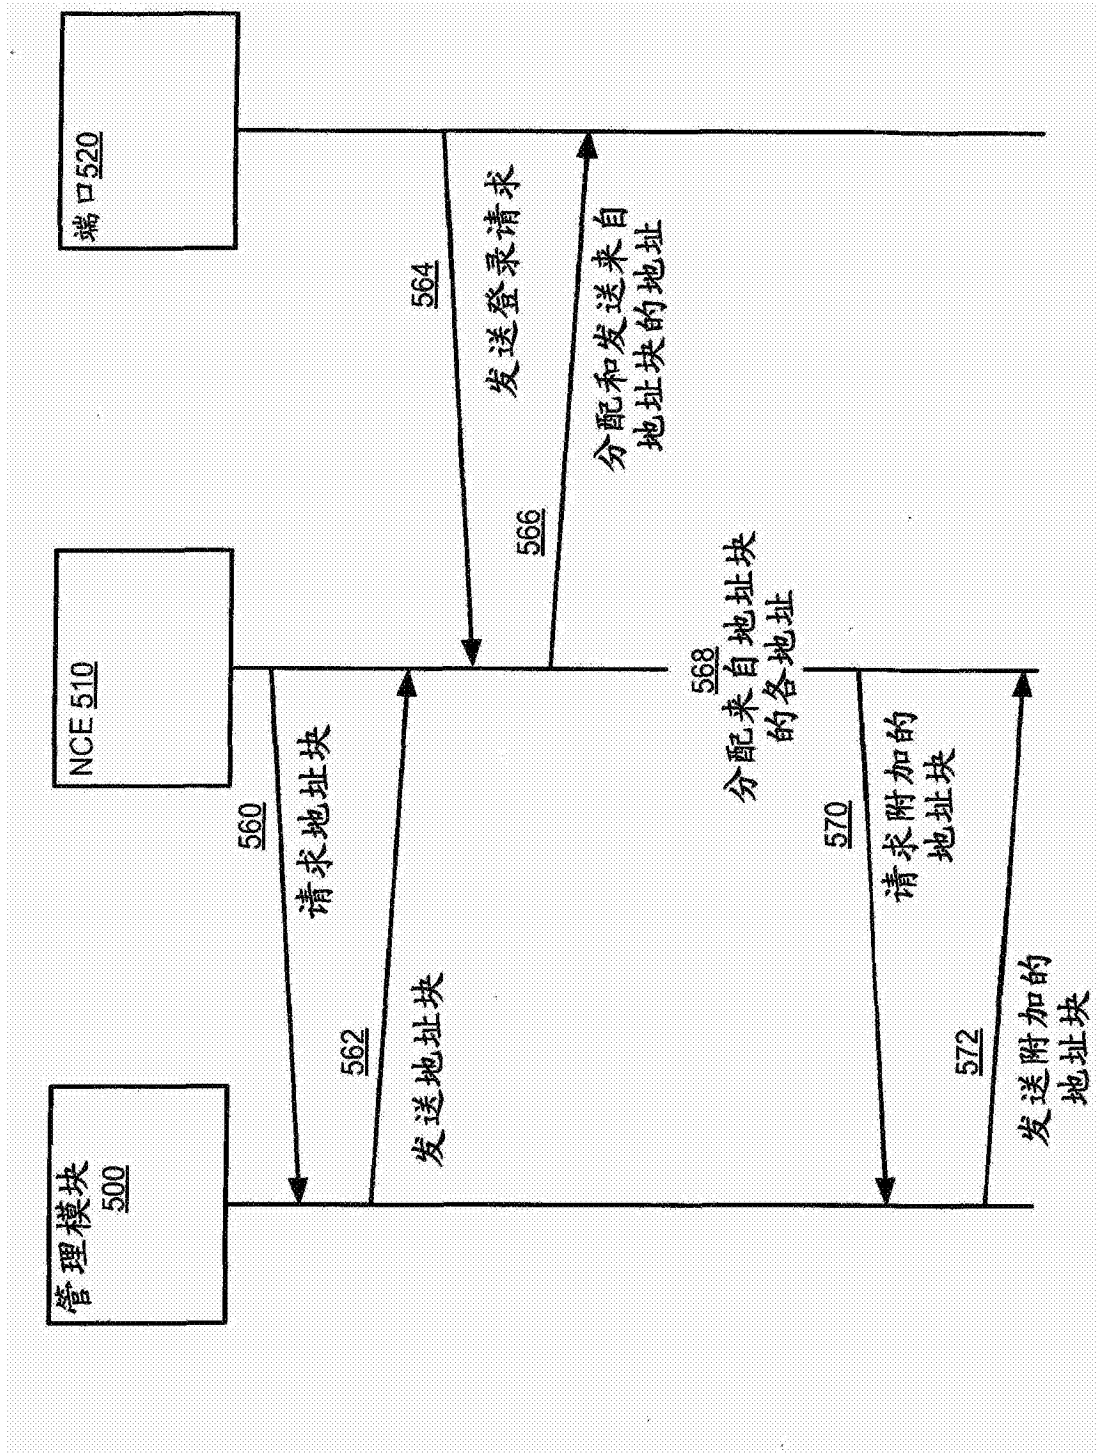 管理模块
500
NCE 510
端口520
560
请求地址块
562
发送地址块
564
发送登录请求
566
分配和发送来自
地址块的地址
568
分配来自地址块
的各地址
570
请求附加的
地址块
572
发送附加的
地址块